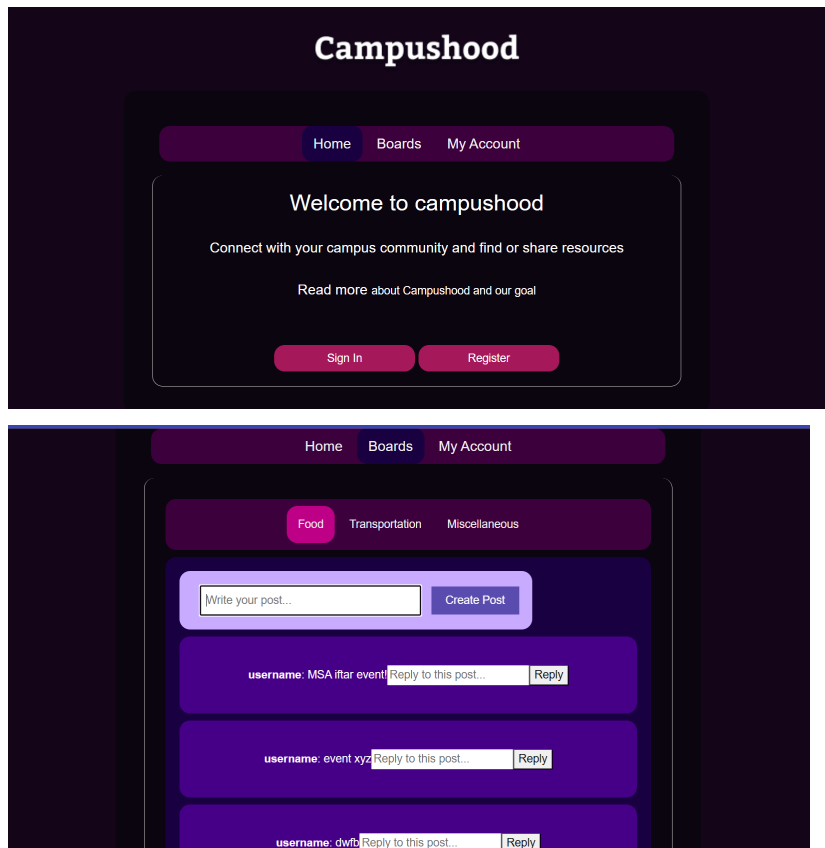 Campushood
Home Boards My Account
Welcome to campushood
Connect with your campus community and find or share resources
Read more about Campushood and our goal
Sign In Register
Home Boards My Account
Food Transportation Miscellaneous
Write your post... Create Post
username: MSA iftar event! Reply to this post... Reply
username: event xyz Reply to this post... Reply
username: dwfb Reply to this post... Reply